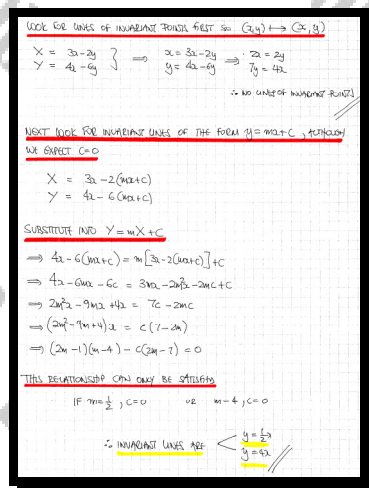 LOOK FOR LINES OF INVARIANT POINTS FIRST SO (x,y) ⟼ (x,y)
X = 3x-2y
Y = 4x-6y } ⟹ x = 3x-2y
y = 4x-6y ⟹ 2x = 2y
7y = 4x
∴ NO LINES OF INVARIANT POINTS
NEXT LOOK FOR INVARIANT LINES OF THE FORM y = mx+c, ALTHOUGH
WE EXPECT C=0
X = 3x - 2(mx+c)
Y = 4x - 6(mx+c)
SUBSTITUTE INTO Y = mX + C
⟹ 4x-6(mx+c) = m[3x-2(mx+c)]+c
⟹ 4x-6mx-6c = 3mx-2m²x-2mc+c
⟹ 2m²x-9mx+4x = 7c-2mc
⟹ (2m²-9m+4)x = c(7-2m)
⟹ (2m-1)(m-4) - c(2m-7) = 0
THIS RELATIONSHIP CAN ONLY BE SATISFIED
IF m=½, c=0 OR m-4, c=0
∴ INVARIANT LINES ARE y = ½x
y = 4x